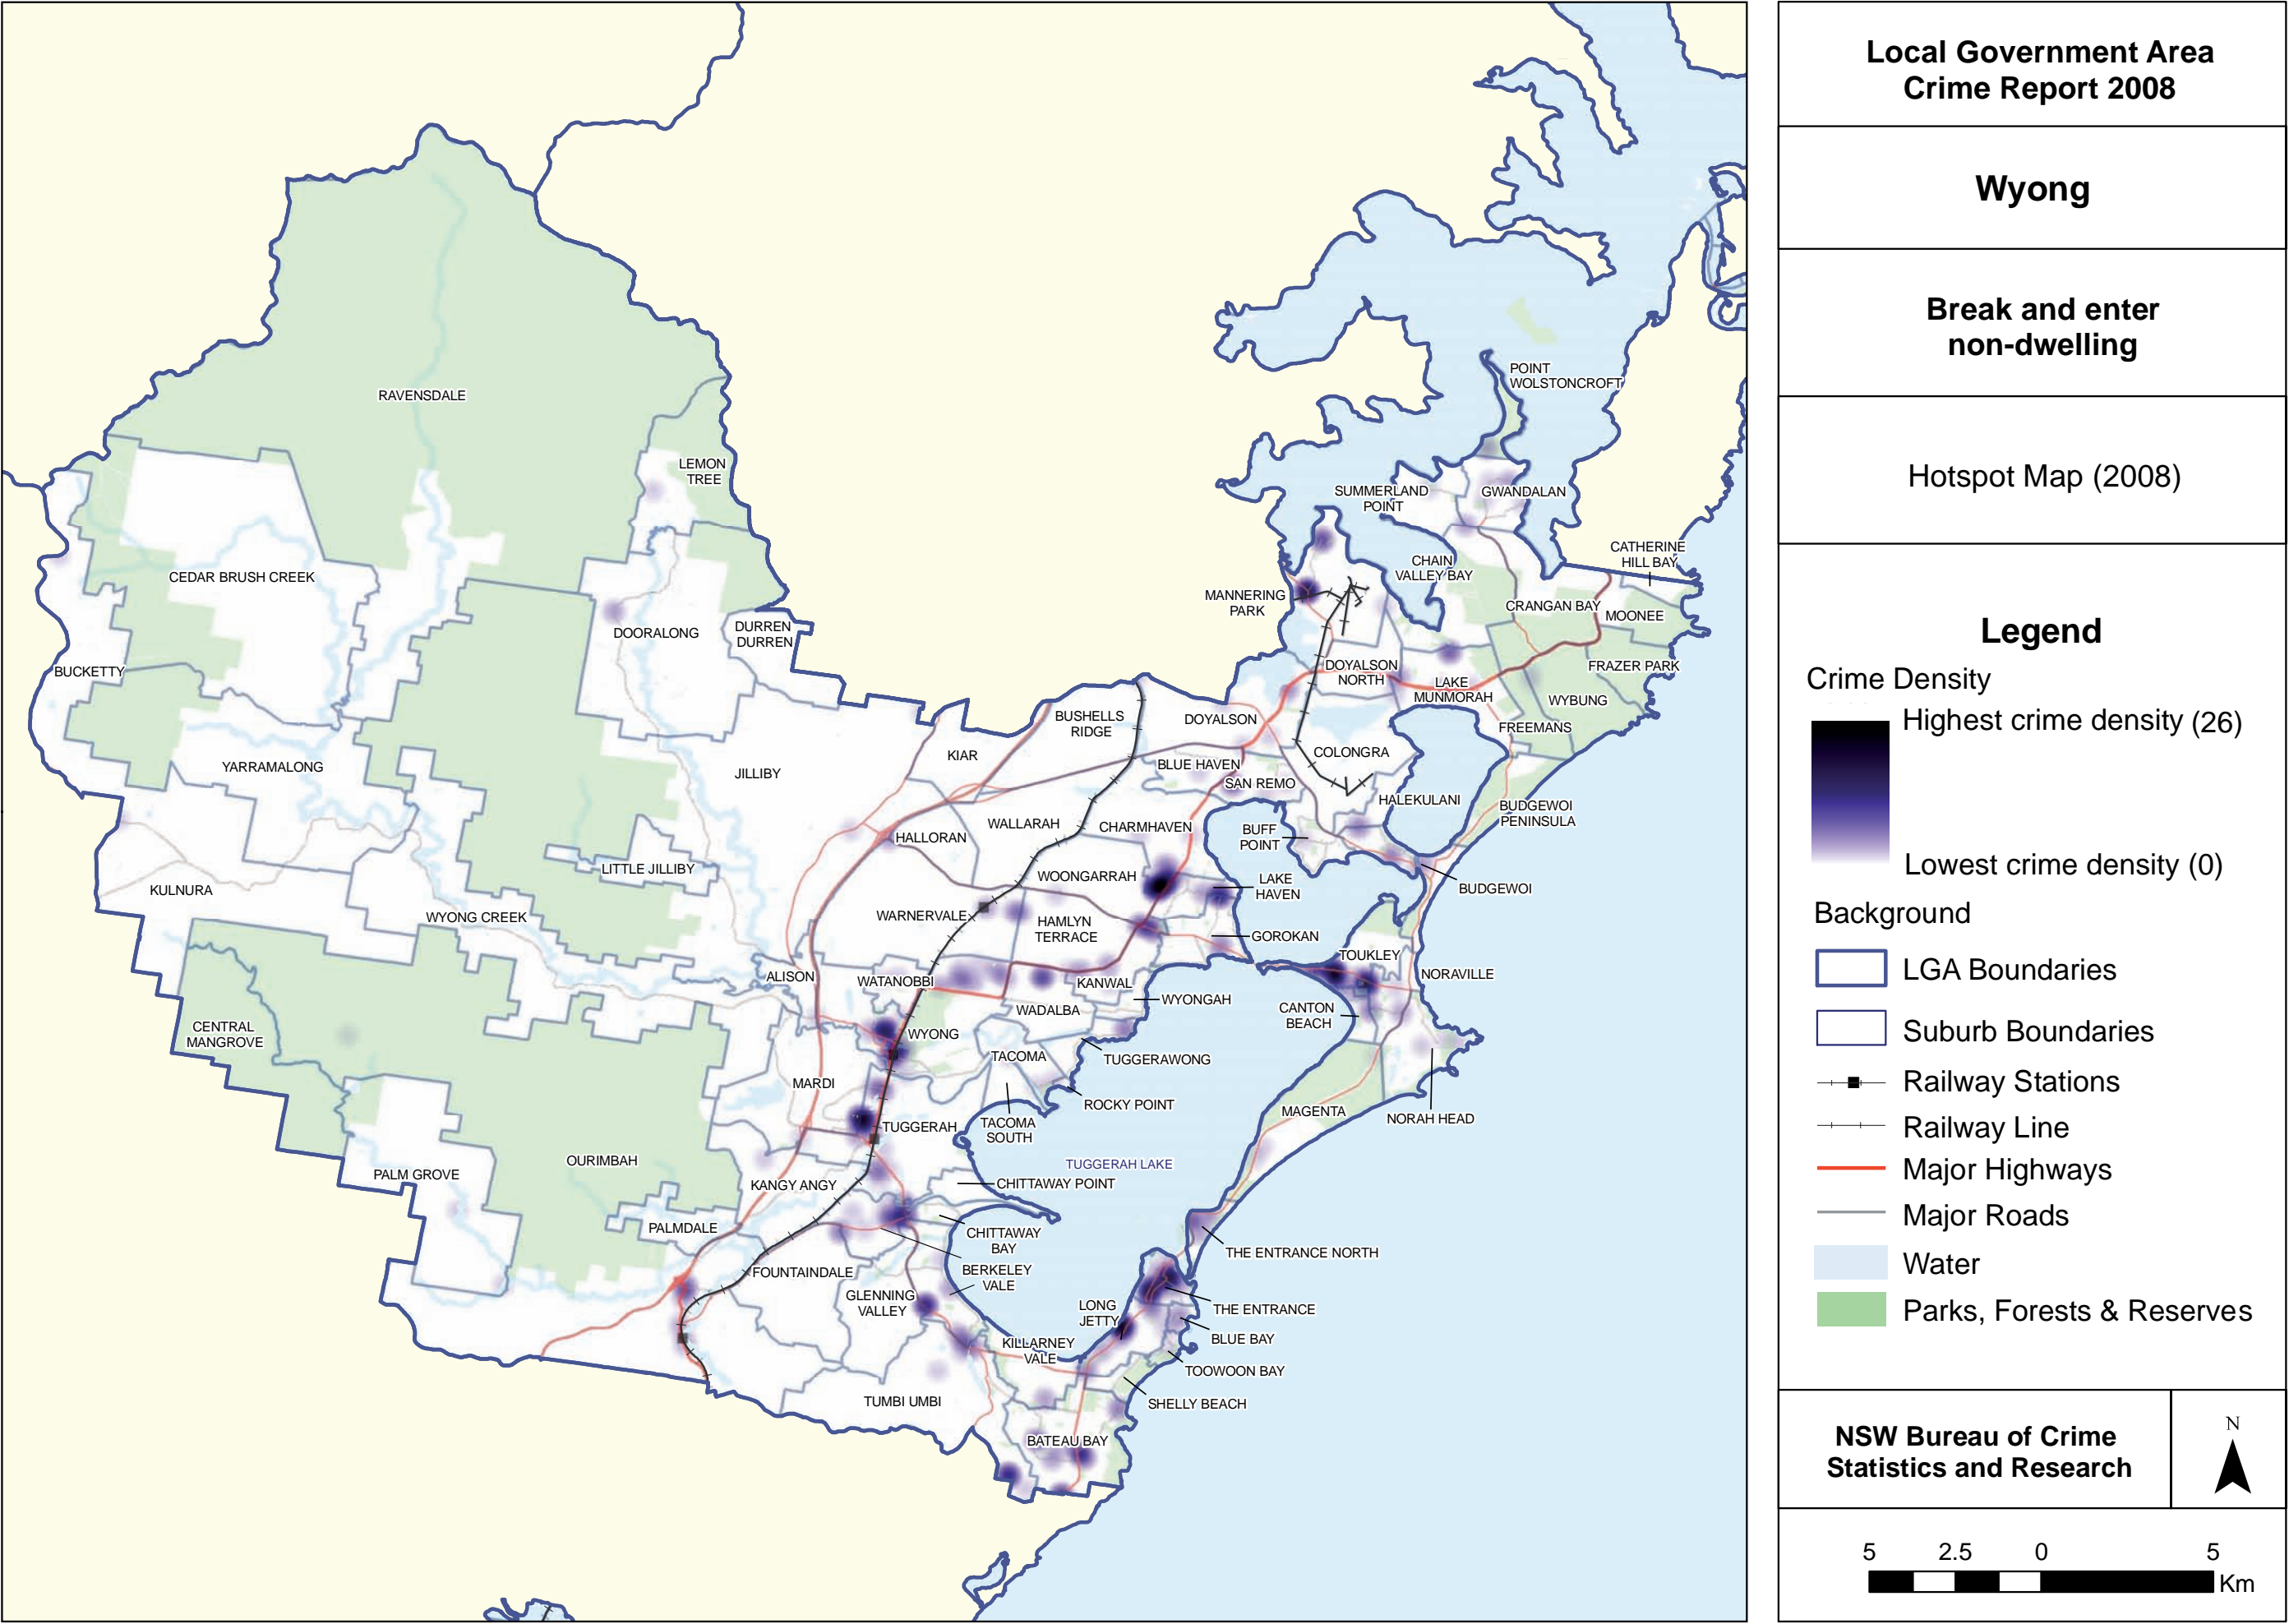 RAVENSDALE
LEMON
TREE
CEDAR BRUSH CREEK
DOORALONG
DURREN
DURREN
BUCKETTY
YARRAMALONG
JILLIBY
KIAR
BUSHELLS
RIDGE
LITTLE JILLIBY
KULNURA
WYONG CREEK
HALLORAN
WALLARAH
CHARMHAVEN
WOONGARRAH
WARNERVALE
HAMLYN
TERRACE
ALISON
WATANOBBI
KANWAL
WADALBA
WYONGAH
CENTRAL
MANGROVE
WYONG
TACOMA
TUGGERAWONG
MARDI
ROCKY POINT
TACOMA
SOUTH
TUGGERAH
TUGGERAH LAKE
OURIMBAH
PALM GROVE
KANGY ANGY
CHITTAWAY POINT
PALMDALE
CHITTAWAY
BAY
FOUNTAINDALE
BERKELEY
VALE
GLENNING
VALLEY
LONG
JETTY
KILLARNEY
VALE
TUMBI UMBI
BATEAU BAY
THE ENTRANCE NORTH
THE ENTRANCE
BLUE BAY
TOOWOON BAY
SHELLY BEACH
POINT
WOLSTONCROFT
SUMMERLAND
POINT
GWANDALAN
CATHERINE
HILL BAY
CHAIN
VALLEY BAY
MANNERING
PARK
CRANGAN BAY
MOONEE
FRAZER PARK
DOYALSON
NORTH
LAKE
MUNMORAH
WYBUNG
DOYALSON
FREEMANS
COLONGRA
BLUE HAVEN
SAN REMO
HALEKULANI
BUDGEWOI
PENINSULA
BUFF
POINT
LAKE
HAVEN
BUDGEWOI
GOROKAN
TOUKLEY
NORAVILLE
CANTON
BEACH
MAGENTA
NORAH HEAD
Local Government Area
Crime Report 2008
Wyong
Break and enter
non-dwelling
Hotspot Map (2008)
Legend
Crime Density
Highest crime density (26)
Lowest crime density (0)
Background
LGA Boundaries
Suburb Boundaries
Railway Stations
Railway Line
Major Highways
Major Roads
Water
Parks, Forests & Reserves
NSW Bureau of Crime
Statistics and Research
N
5 2.5 0 5
Km